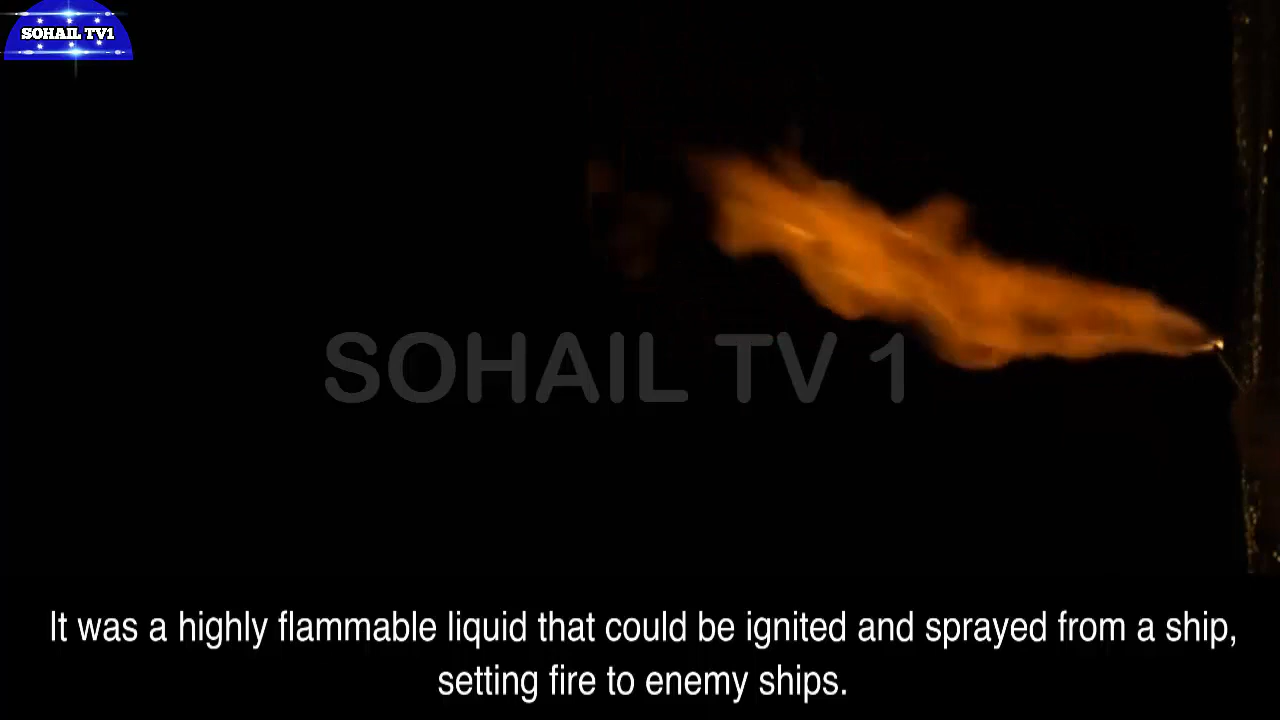 SOHAIL TV1
SOHAIL TV 1
It was a highly flammable liquid that could be ignited and sprayed from a ship,
setting fire to enemy ships.